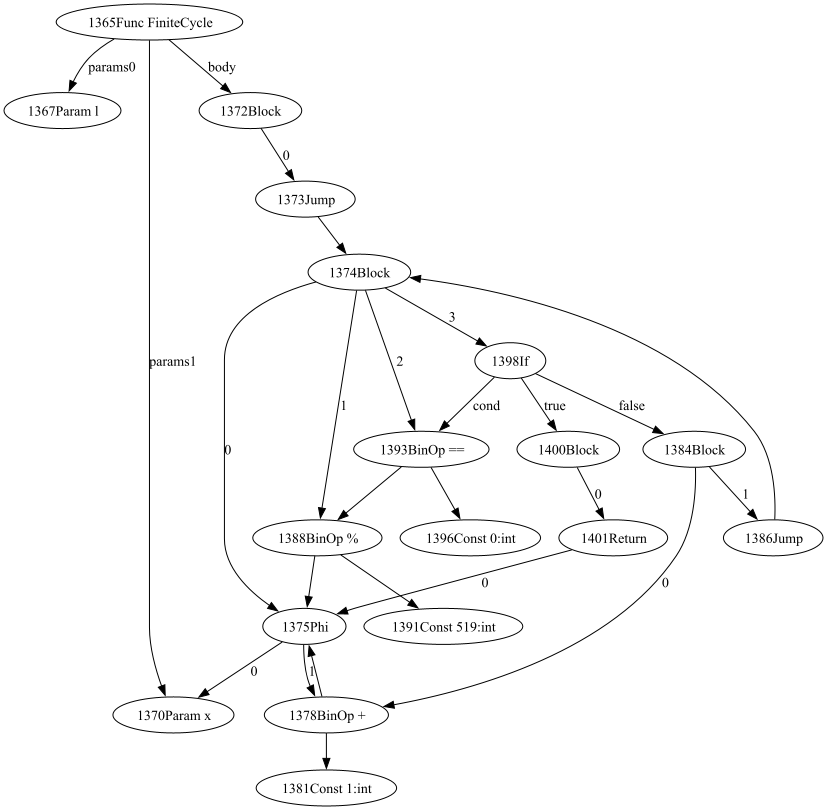 1365Func FiniteCycle
params0
body
1367Param l
1372Block
0
1373Jump
1374Block
3
params1
1398If
2
0
1
cond
true
false
1393BinOp ==
1400Block
1384Block
0
1
1388BinOp %
1396Const 0:int
1401Return
1386Jump
0
0
1375Phi
1391Const 519:int
0
1
1370Param x
1378BinOp +
1381Const 1:int